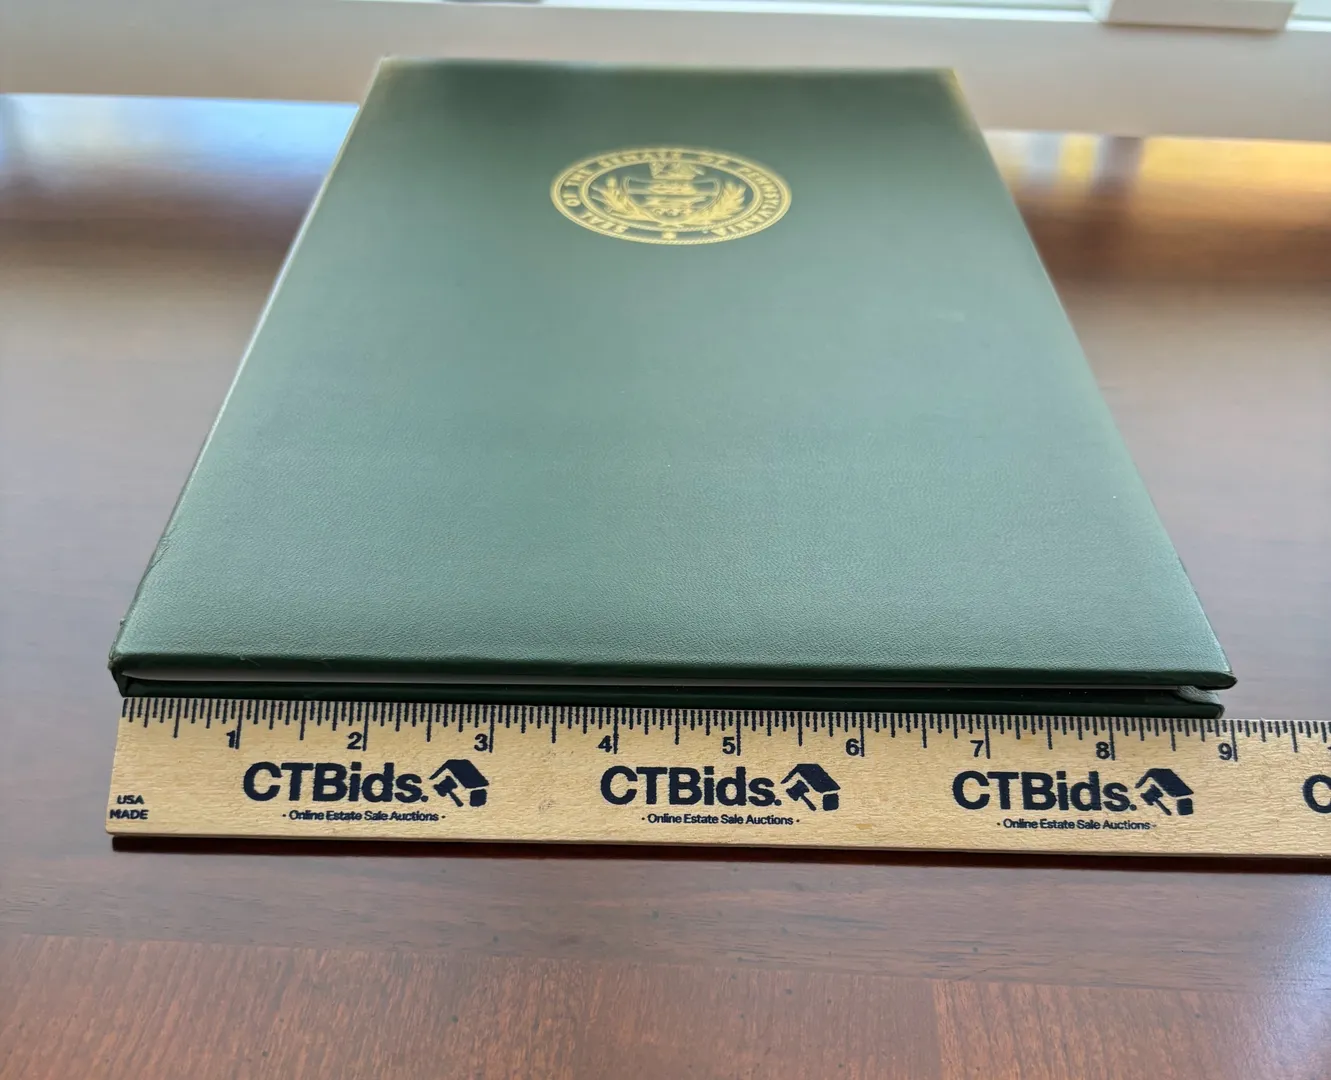 SEAL OF THE SENATE OF PENNSYLVANIA
1 2 3 4 5 6 7 8 9
CTBids. CTBids. CTBids. C
· Online Estate Sale Auctions · · Online Estate Sale Auctions · · Online Estate Sale Auctions ·
USA
MADE